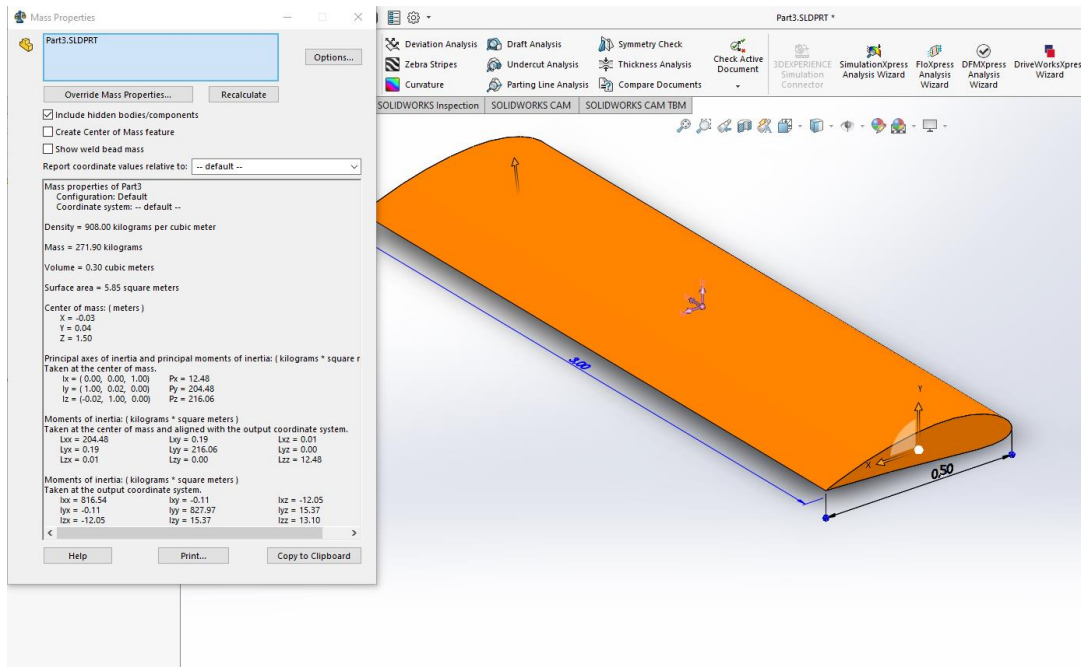 Mass Properties
Part3.SLDPRT *
Part3.SLDPRT
Options...
Override Mass Properties...
Recalculate
Include hidden bodies/components
Create Center of Mass feature
Show weld bead mass
Report coordinate values relative to: -- default --
Mass properties of Part3
Configuration: Default
Coordinate system: -- default --
Density = 908.00 kilograms per cubic meter
Mass = 271.90 kilograms
Volume = 0.30 cubic meters
Surface area = 5.85 square meters
Center of mass: ( meters )
X = -0.03
Y = 0.04
Z = 1.50
Principal axes of inertia and principal moments of inertia: ( kilograms * square r
Taken at the center of mass.
Ix = ( 0.00, 0.00, 1.00) Px = 12.48
Iy = ( 1.00, 0.02, 0.00) Py = 204.48
Iz = (-0.02, 1.00, 0.00) Pz = 216.06
Moments of inertia: ( kilograms * square meters )
Taken at the center of mass and aligned with the output coordinate system.
Lxx = 204.48 Lxy = 0.19 Lxz = 0.01
Lyx = 0.19 Lyy = 216.06 Lyz = 0.00
Lzx = 0.01 Lzy = 0.00 Lzz = 12.48
Moments of inertia: ( kilograms * square meters )
Taken at the output coordinate system.
Ixx = 816.54 Ixy = -0.11 Ixz = -12.05
Iyx = -0.11 Iyy = 827.97 Iyz = 15.37
Izx = -12.05 Izy = 15.37 Izz = 13.10
Help
Print...
Copy to Clipboard
Deviation Analysis
Draft Analysis
Symmetry Check
Zebra Stripes
Undercut Analysis
Thickness Analysis
Curvature
Parting Line Analysis
Compare Documents
Check Active
Document
3DEXPERIENCE
Simulation
Connector
SimulationXpress
Analysis Wizard
FloXpress
Analysis
Wizard
DFMXpress
Analysis
Wizard
DriveWorksXpres
Wizard
SOLIDWORKS Inspection
SOLIDWORKS CAM
SOLIDWORKS CAM TBM
3,00
Y
X
0,50